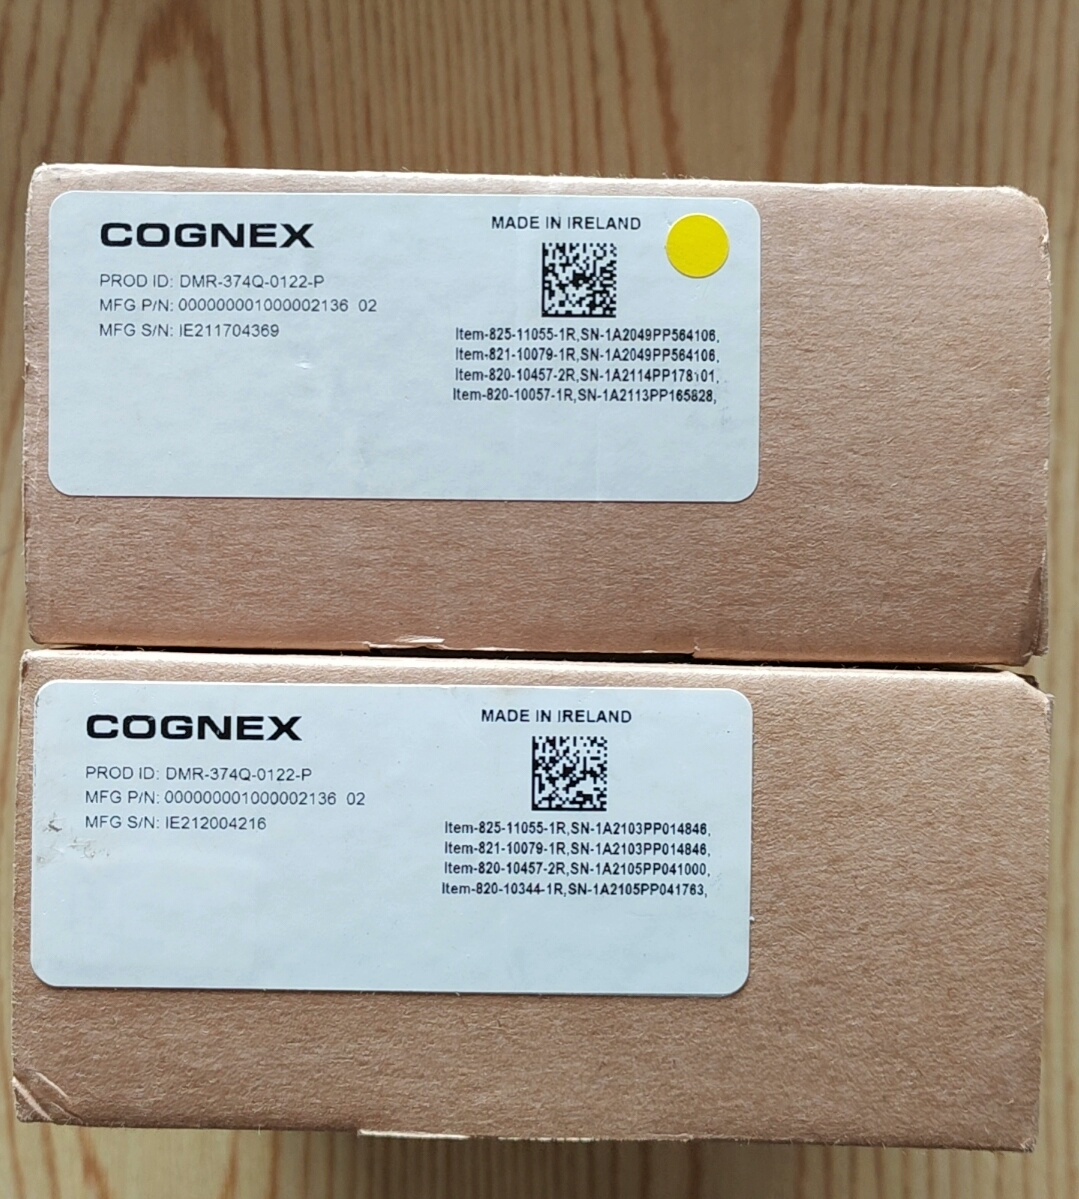 COGNEX
PROD ID: DMR-374Q-0122-P
MFG P/N: 000000001000002136 02
MFG S/N: IE211704369
MADE IN IRELAND
Item-825-11055-1R,SN-1A2049PP564106,
Item-821-10079-1R,SN-1A2049PP564106,
Item-820-10457-2R,
Item-820-10057-1R,SN-1A2113PP165828,
COGNEX
PROD ID: DMR-374Q-0122-P
MFG P/N: 000000001000002136 02
MFG S/N: IE212004216
MADE IN IRELAND
Item-825-11055-1R,SN-1A2103PP014846,
Item-821-10079-1R,SN-1A2103PP014846,
Item-820-10457-2R,SN-1A2105PP041000,
Item-820-10344-1R,SN-1A2105PP041763,